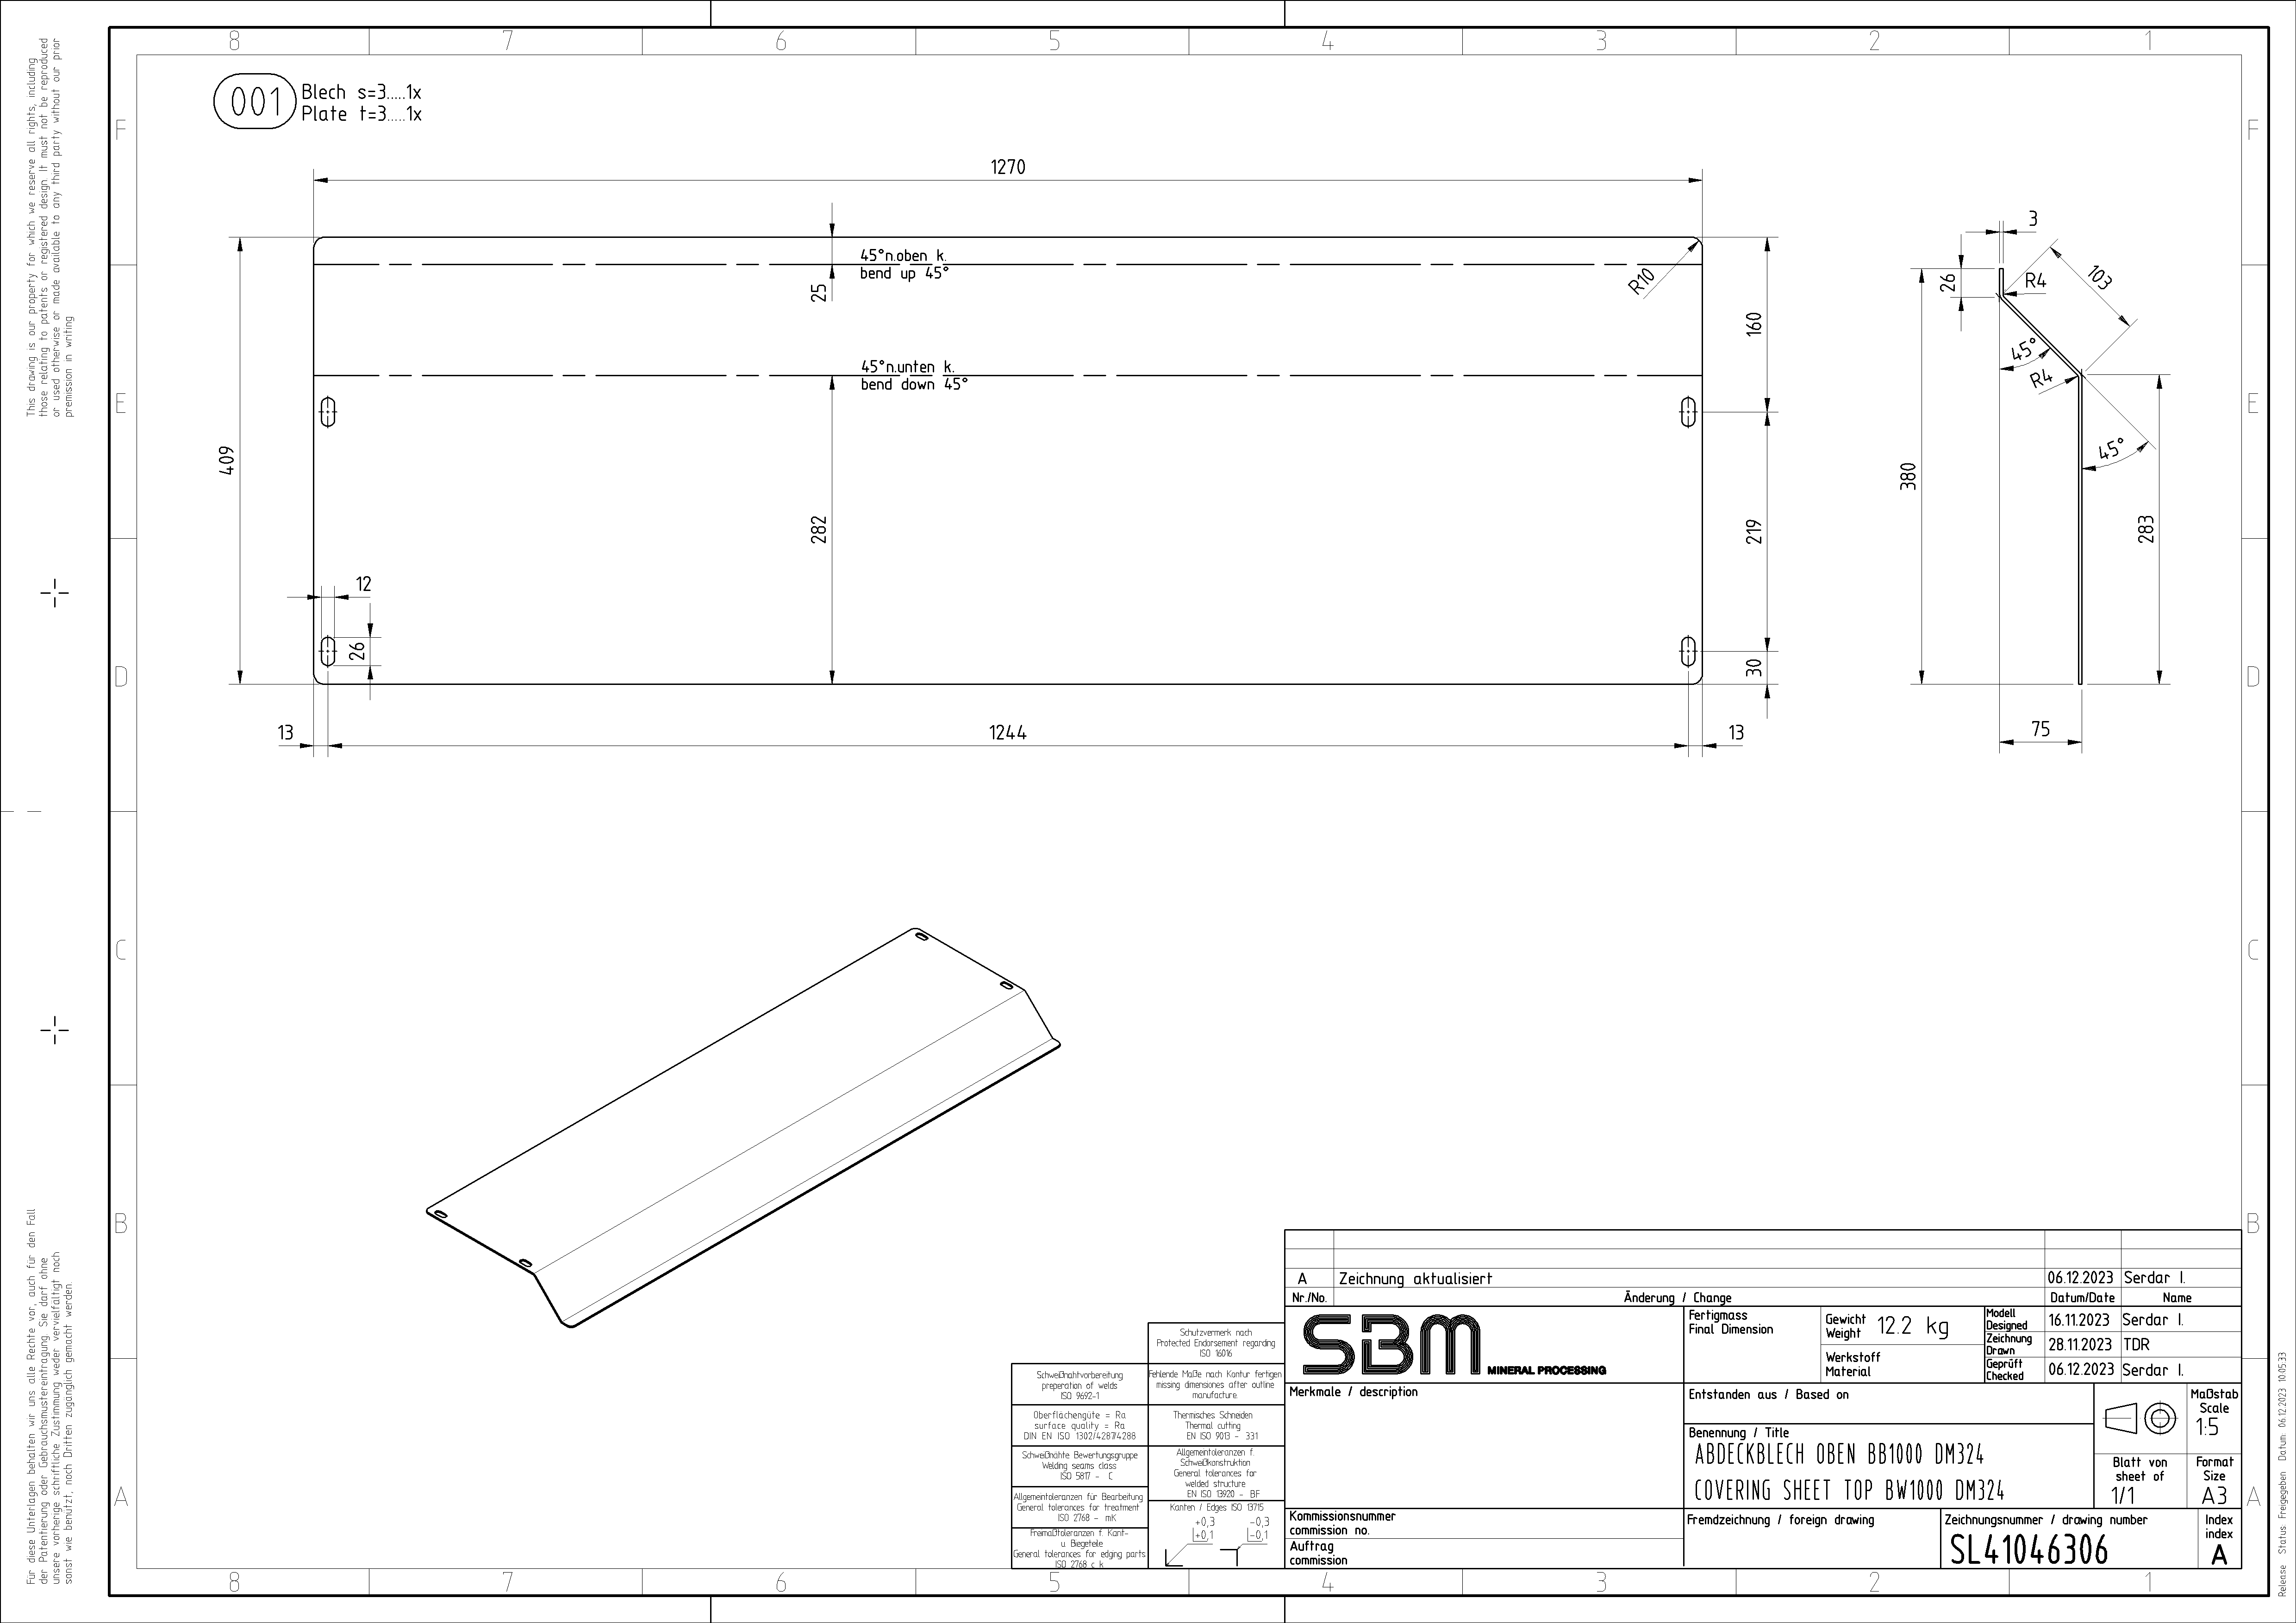 8 7 6 5 4 3 2 1
001
Blech s=3.....1x
Plate t=3.....1x
1270
45°n.oben k.
bend up 45°
25
R10
160
45°n.unten k.
bend down 45°
409
282
219
12
26
30
13
1244
13
3
26
R4
103
45°
R4
45°
380
283
75
F
E
D
C
B
A
F
E
D
C
B
A
This drawing is our property for which we reserve all rights, including
those relating to patents or registered design. It must not be reproduced
or used otherwise or made available to any third party without our prior
premission in writing
Für diese Unterlagen behalten wir uns alle Rechte vor, auch für den Fall
der Patentierung oder Gebrauchsmustereintragung. Sie darf ohne
unsere vorherige schriftliche Zustimmung weder vervielfältigt noch
sonst wie benützt, noch Dritten zugänglich gemacht werden.
Schutzvermerk nach
Protected Endorsement regarding
ISO 16016
Schweißnahtvorbereitung
preperation of welds
ISO 9692-1
Fehlende Maße nach Kontur fertigen
missing dimensiones after outline
manufacture.
Oberflächengüte = Ra
surface quality = Ra
DIN EN ISO 1302/4287/4288
Thermisches Schneiden
Thermal cutting
EN ISO 9013 - 331
Schweißnähte Bewertungsgruppe
Welding seams class
ISO 5817 - C
Allgementoleranzen f.
Schweißkonstruktion
General tolerances for
welded structure
EN ISO 13920 - BF
Allgementoleranzen für Bearbeitung
General tolerances for treatment
ISO 2768 - mK
Kanten / Edges ISO 13715
+0,3
+0,1
-0,3
-0,1
Freimaßtoleranzen f. Kant-
u. Biegeteile
General tolerances for edging parts
ISO 2768 c k
A Zeichnung aktualisiert 06.12.2023 Serdar I.
Nr./No. Änderung / Change Datum/Date Name
SBM
MINERAL PROCESSING
Fertigmass
Final Dimension
Gewicht
Weight
12.2 kg
Werkstoff
Material
Modell
Designed
16.11.2023 Serdar I.
Zeichnung
Drawn
28.11.2023 TDR
Geprüft
Checked
06.12.2023 Serdar I.
Merkmale / description
Entstanden aus / Based on
Maßstab
Scale
1:5
Benennung / Title
ABDECKBLECH OBEN BB1000 DM324
COVERING SHEET TOP BW1000 DM324
Blatt von
sheet of
1/1
Format
Size
A3
Kommissionsnummer
commission no.
Auftrag
commission
Fremdzeichnung / foreign drawing
Zeichnungsnummer / drawing number
SL41046306
Index
index
A
Release Status: Freigegeben Datum: 06.12.2023 10:05:33
8 7 6 5 4 3 2 1